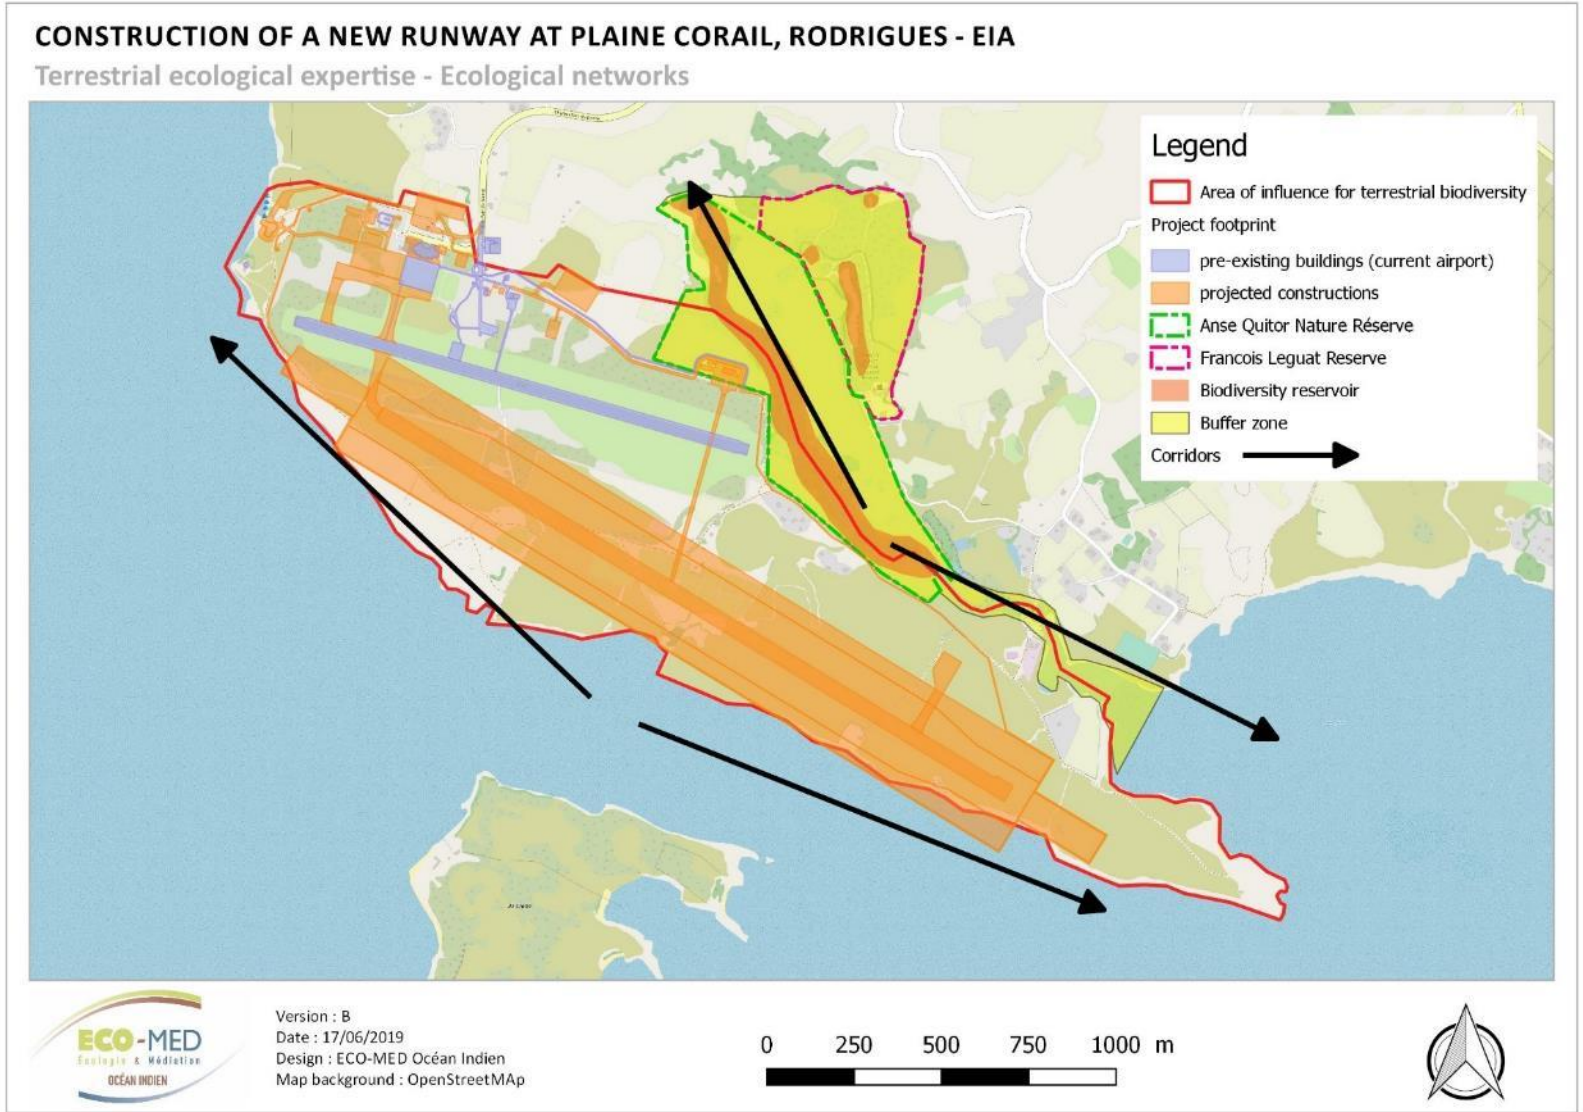 CONSTRUCTION OF A NEW RUNWAY AT PLAINE CORAIL, RODRIGUES - EIA
Terrestrial ecological expertise - Ecological networks
Legend
Area of influence for terrestrial biodiversity
Project footprint
pre-existing buildings (current airport)
projected constructions
Anse Quitor Nature Réserve
Francois Leguat Reserve
Biodiversity reservoir
Buffer zone
Corridors
ECO-MED
Ecologie & Médiation
OCÉAN INDIEN
Version : B
Date : 17/06/2019
Design : ECO-MED Océan Indien
Map background : OpenStreetMAp
0 250 500 750 1000 m